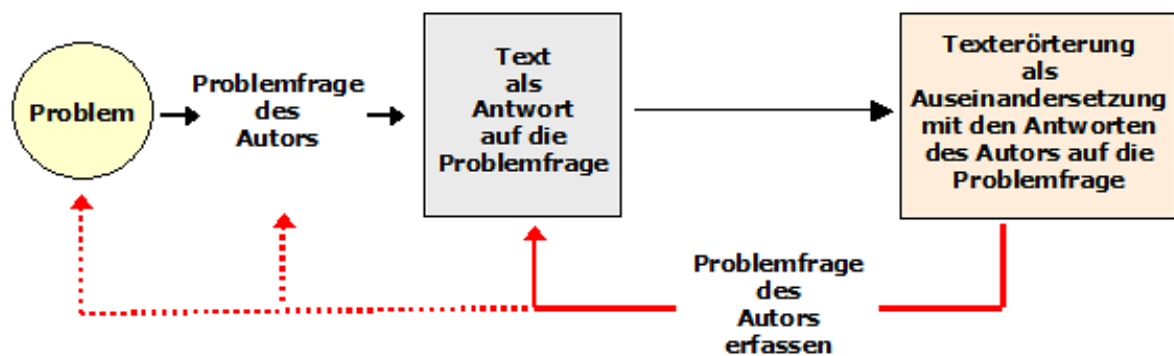 Problem
Problemfrage
des
Autors
Text
als
Antwort
auf die
Problemfrage
Texterörterung
als
Auseinandersetzung
mit den Antworten
des Autors auf die
Problemfrage
Problemfrage
des
Autors
erfassen